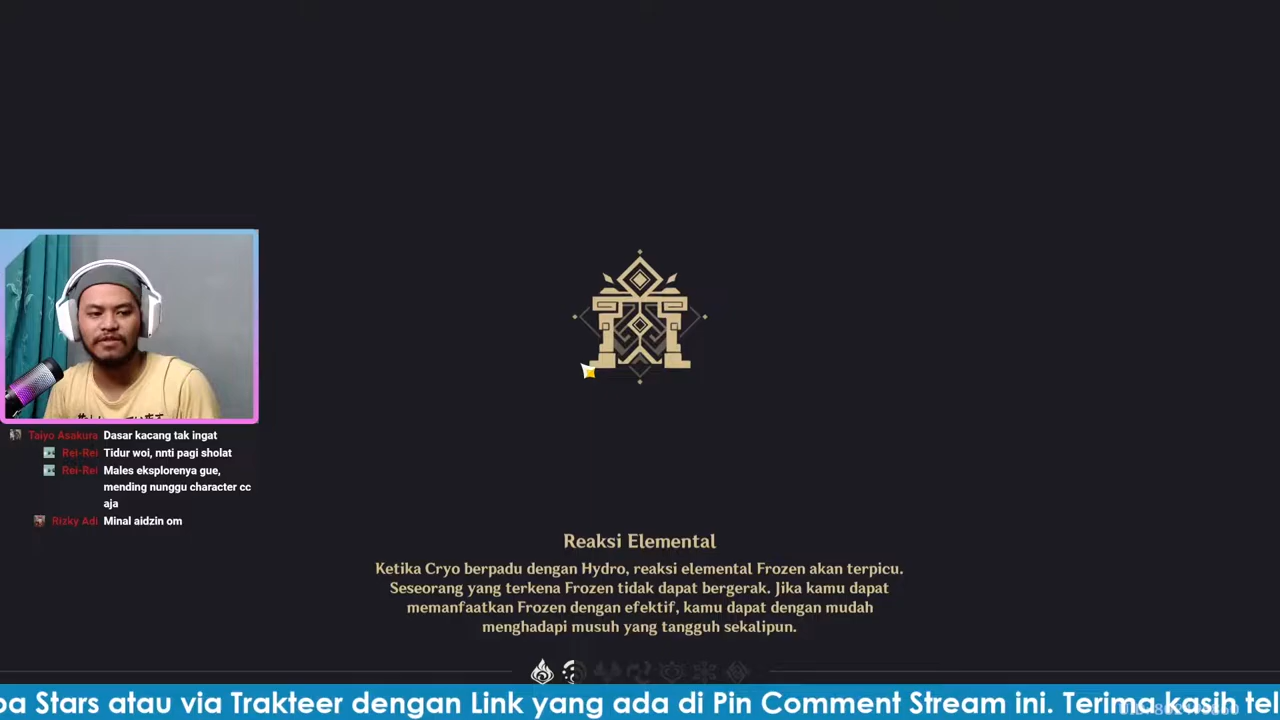 Taiyo Asakura Dasar kacang tak ingat
Rei-Rei Tidur woi, nnti pagi sholat
Rei-Rei Males eksplorenya gue,
mending nunggu character cc
aja
Rizky Adi Minal aidzin om
Reaksi Elemental
Ketika Cryo berpadu dengan Hydro, reaksi elemental Frozen akan terpicu.
Seseorang yang terkena Frozen tidak dapat bergerak. Jika kamu dapat
memanfaatkan Frozen dengan efektif, kamu dapat dengan mudah
menghadapi musuh yang tangguh sekalipun.
pa Stars atau via Trakteer dengan Link yang ada di Pin Comment Stream ini. Terima kasih tel